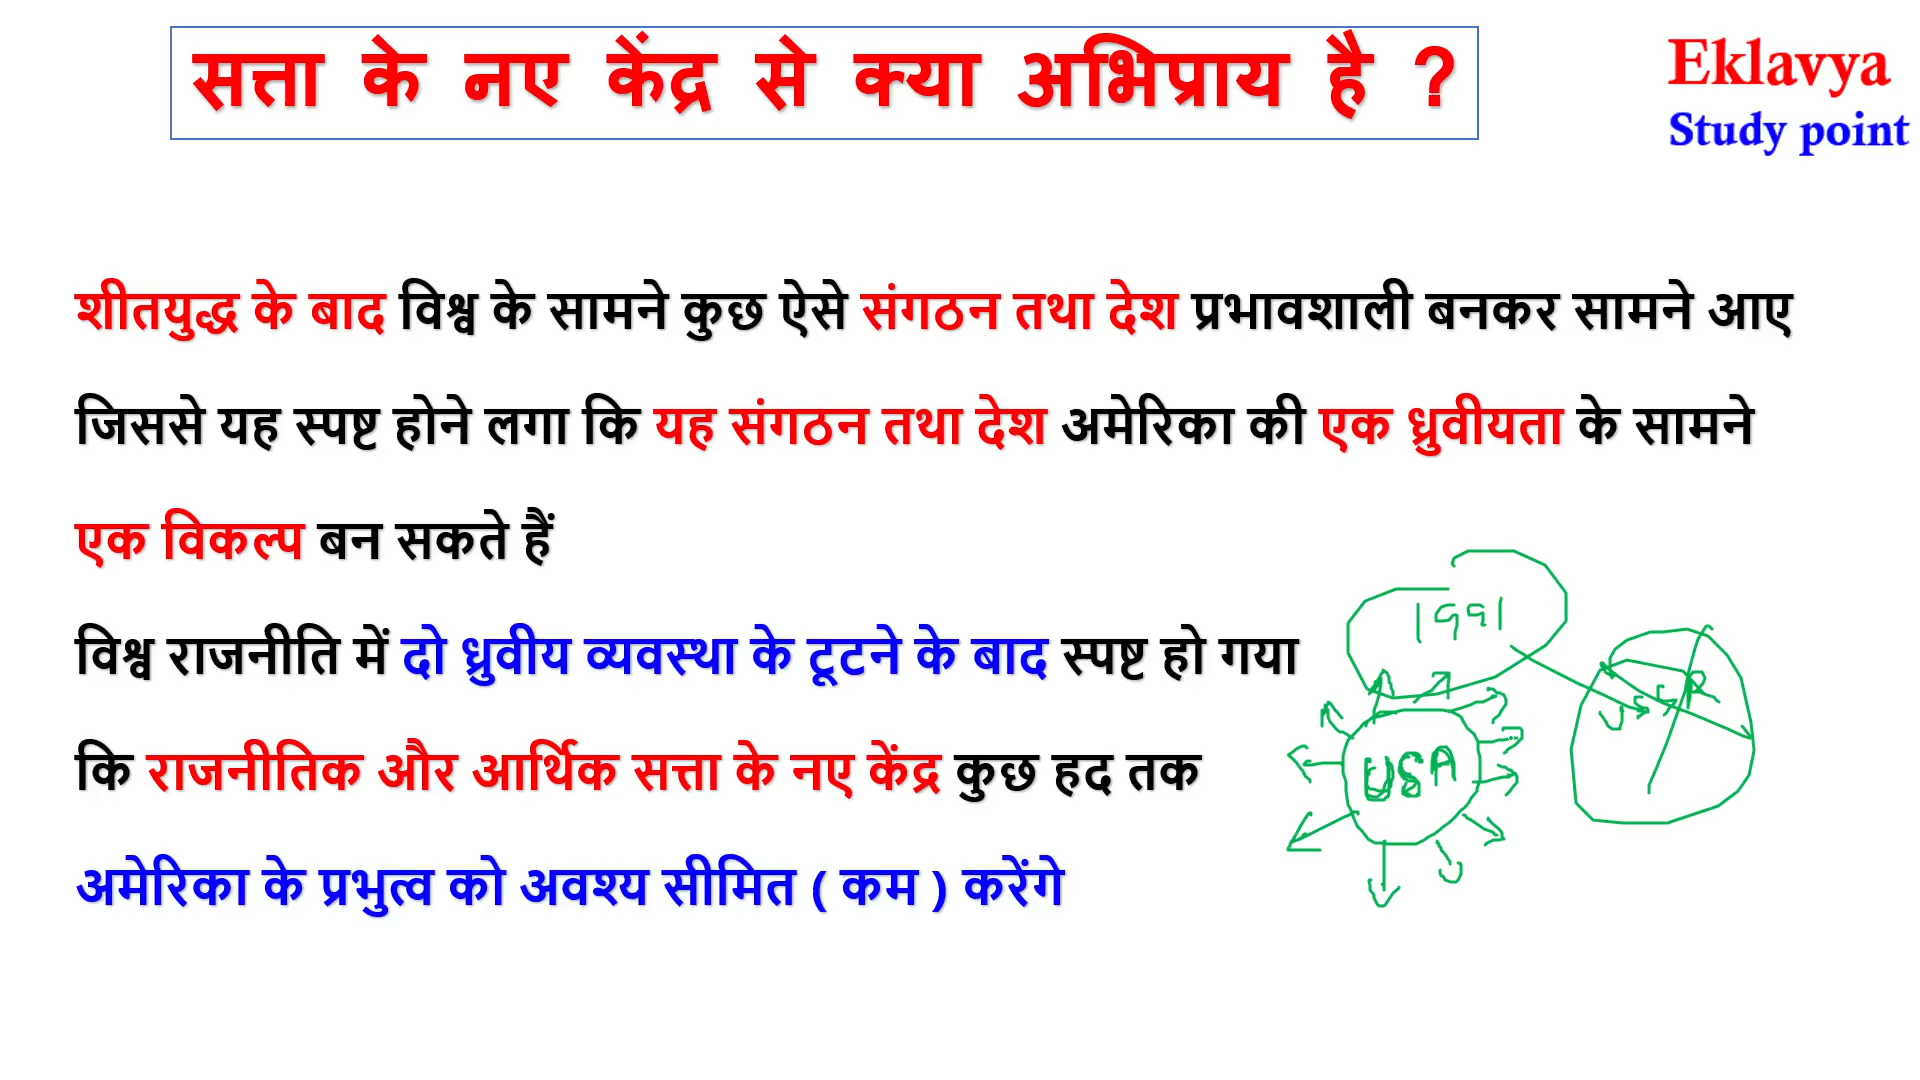 सत्ता के नए केंद्र से क्या अभिप्राय है ?
Eklavya
Study point
शीतयुद्ध के बाद विश्व के सामने कुछ ऐसे संगठन तथा देश प्रभावशाली बनकर सामने आए
जिससे यह स्पष्ट होने लगा कि यह संगठन तथा देश अमेरिका की एक ध्रुवीयता के सामने
एक विकल्प बन सकते हैं
विश्व राजनीति में दो ध्रुवीय व्यवस्था के टूटने के बाद स्पष्ट हो गया
कि राजनीतिक और आर्थिक सत्ता के नए केंद्र कुछ हद तक
अमेरिका के प्रभुत्व को अवश्य सीमित ( कम ) करेंगे
1991
USSR
USA